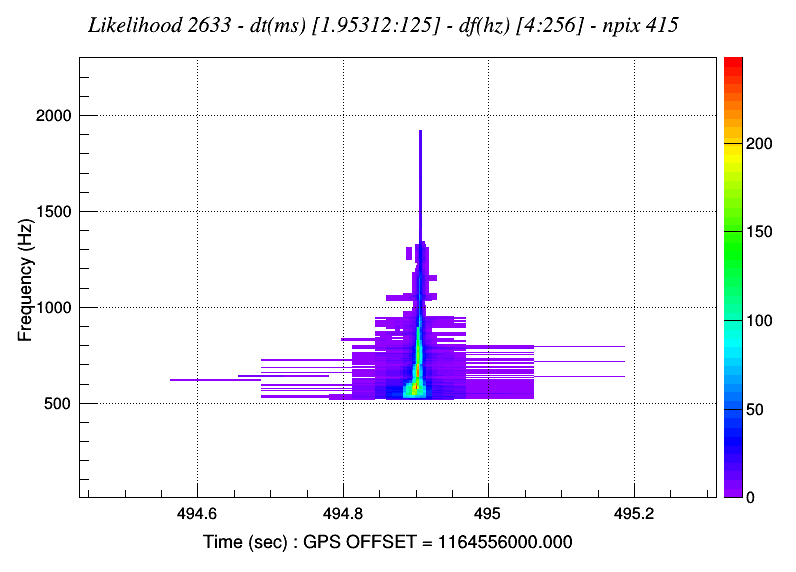 Likelihood 2633 - dt(ms) [1.95312:125] - df(hz) [4:256] - npix 415
Frequency (Hz)
2000
1500
1000
500
494.6 494.8 495 495.2
Time (sec) : GPS OFFSET = 1164556000.000
200
150
100
50
0